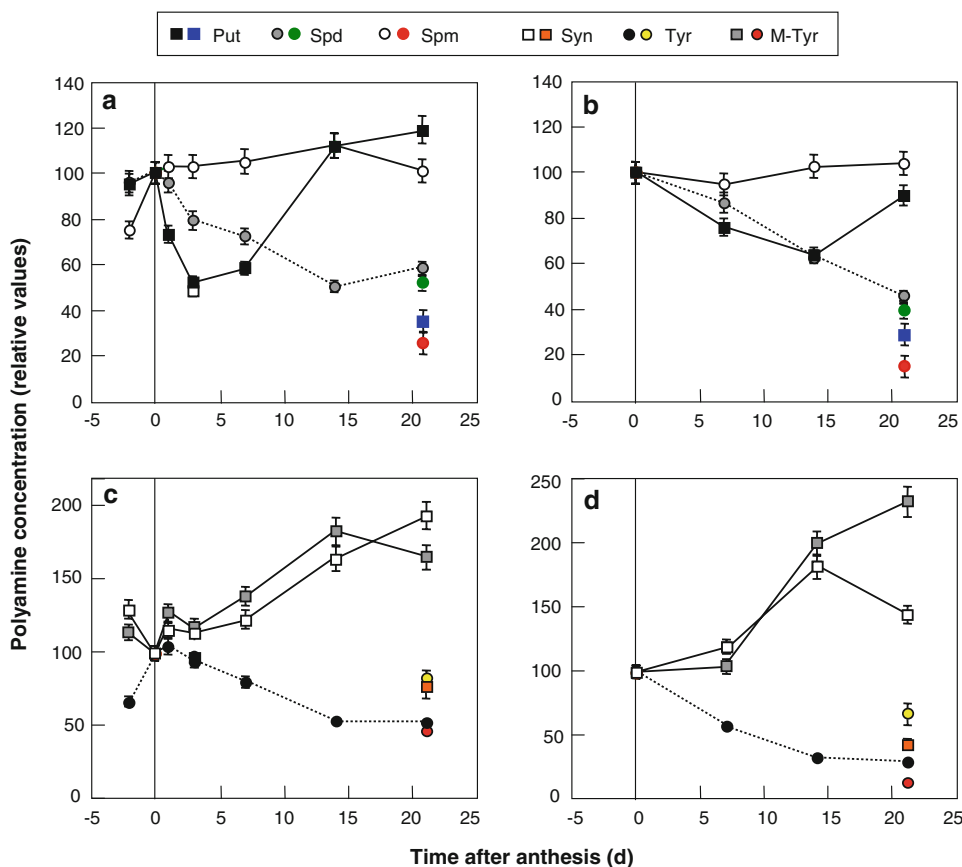 Put Spd Spm Syn Tyr M-Tyr
a
140
120
100
80
60
40
20
0
-5 0 5 10 15 20 25
b
140
120
100
80
60
40
20
0
-5 0 5 10 15 20 25
Polyamine concentration (relative values)
c
200
150
100
50
0
-5 0 5 10 15 20 25
d
250
200
150
100
50
0
-5 0 5 10 15 20 25
Time after anthesis (d)